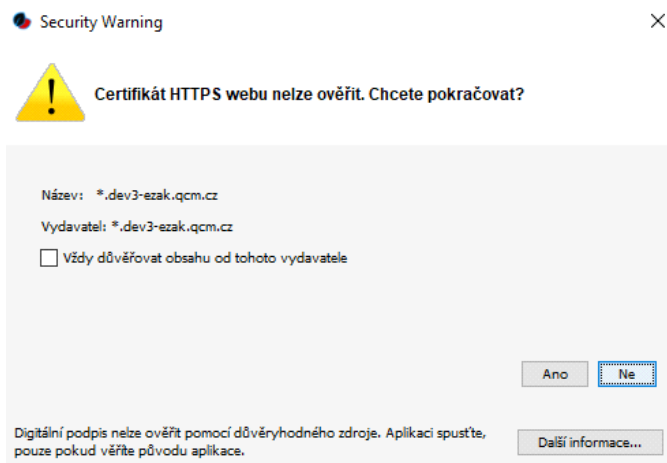 Security Warning
Certifikát HTTPS webu nelze ověřit. Chcete pokračovat?
Název: *.dev3-ezak.qcm.cz
Vydavatel: *.dev3-ezak.qcm.cz
Vždy důvěřovat obsahu od tohoto vydavatele
Ano
Ne
Digitální podpis nelze ověřit pomocí důvěryhodného zdroje. Aplikaci spusťte,
pouze pokud věříte původu aplikace.
Další informace...